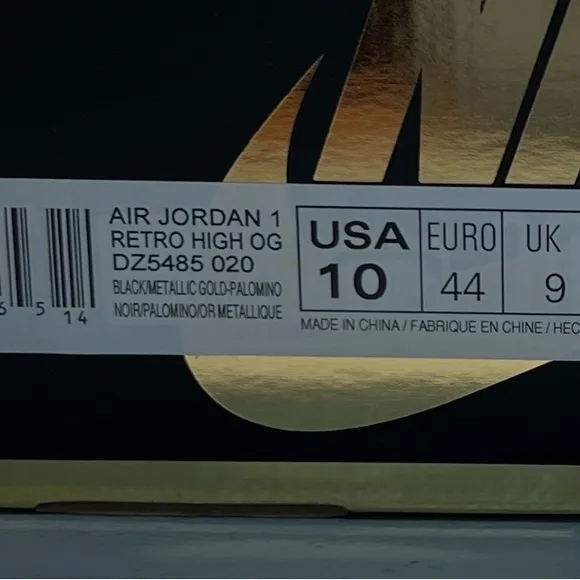 AIR JORDAN 1
RETRO HIGH OG
DZ5485 020
BLACK/METALLIC GOLD-PALOMINO
NOIR/PALOMINO/OR METALLIQUE
6 5 14
USA EURO UK
10 44 9
MADE IN CHINA / FABRIQUE EN CHINE / HEC